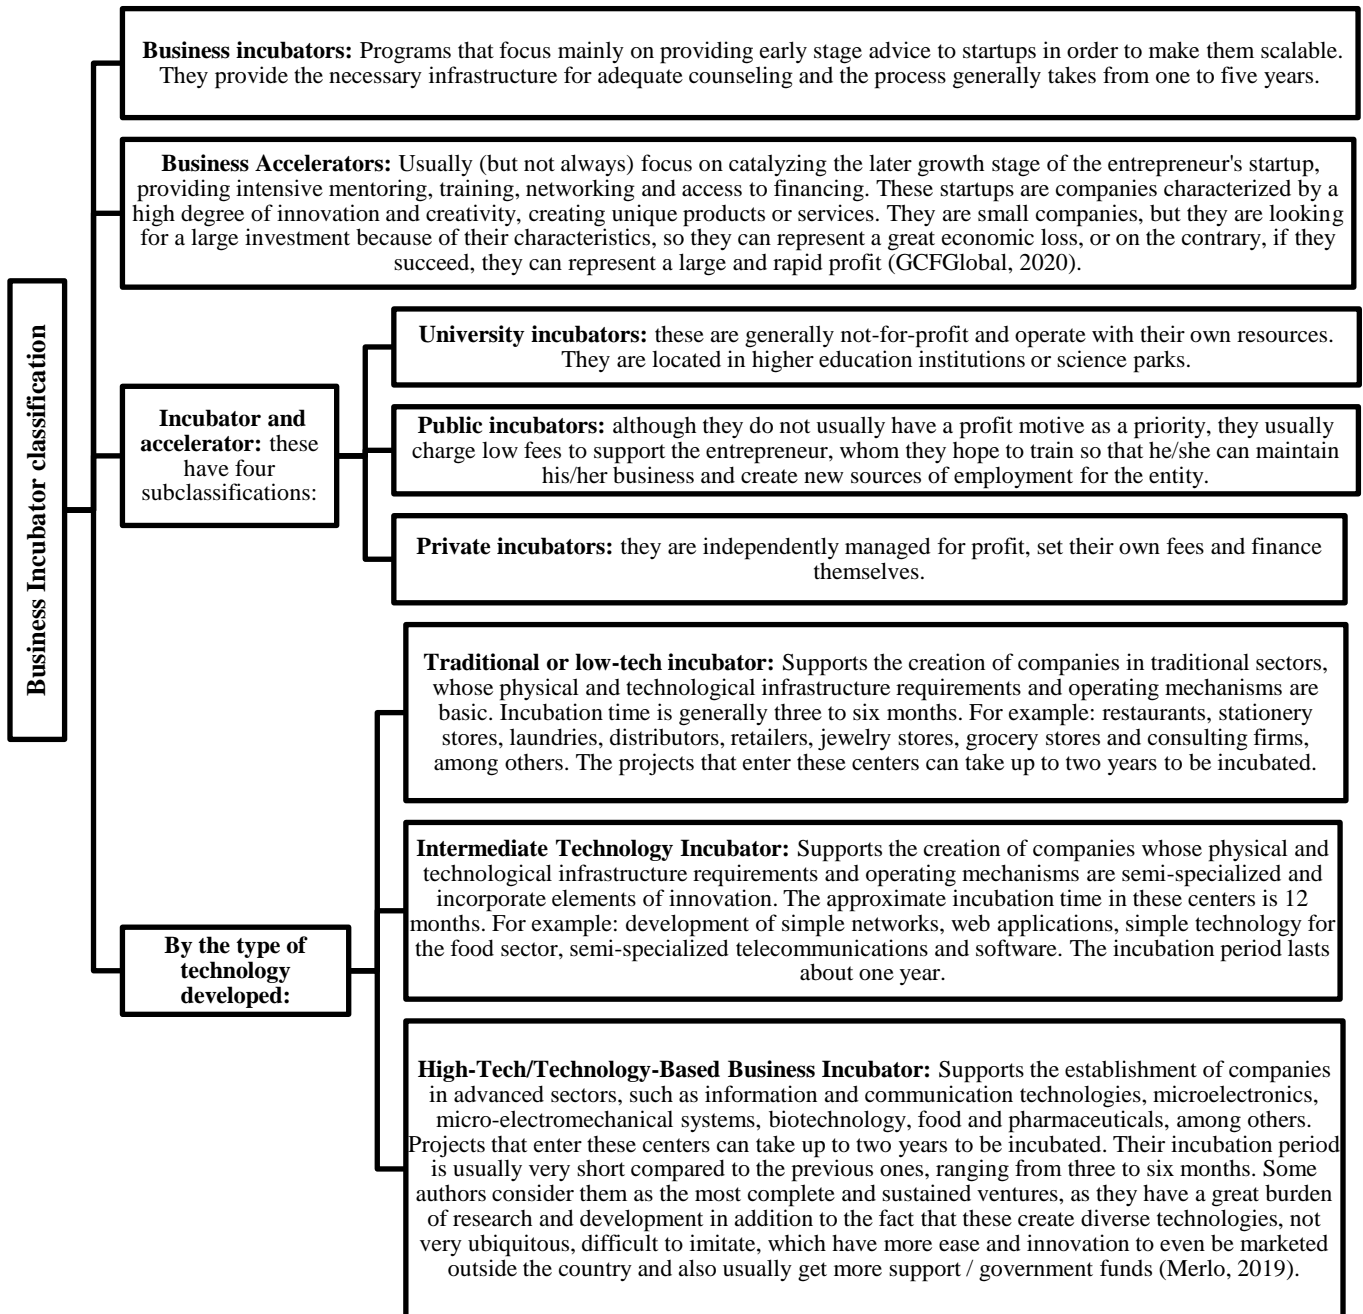 Business Incubator classification
Business incubators: Programs that focus mainly on providing early stage advice to startups in order to make them scalable.
They provide the necessary infrastructure for adequate counseling and the process generally takes from one to five years.
Business Accelerators: Usually (but not always) focus on catalyzing the later growth stage of the entrepreneur's startup,
providing intensive mentoring, training, networking and access to financing. These startups are companies characterized by a
high degree of innovation and creativity, creating unique products or services. They are small companies, but they are looking
for a large investment because of their characteristics, so they can represent a great economic loss, or on the contrary, if they
succeed, they can represent a large and rapid profit (GCFGlobal, 2020).
Incubator and
accelerator: these
have four
subclassifications:
University incubators: these are generally not-for-profit and operate with their own resources.
They are located in higher education institutions or science parks.
Public incubators: although they do not usually have a profit motive as a priority, they usually
charge low fees to support the entrepreneur, whom they hope to train so that he/she can maintain
his/her business and create new sources of employment for the entity.
Private incubators: they are independently managed for profit, set their own fees and finance
themselves.
By the type of
technology
developed:
Traditional or low-tech incubator: Supports the creation of companies in traditional sectors,
whose physical and technological infrastructure requirements and operating mechanisms are
basic. Incubation time is generally three to six months. For example: restaurants, stationery
stores, laundries, distributors, retailers, jewelry stores, grocery stores and consulting firms,
among others. The projects that enter these centers can take up to two years to be incubated.
Intermediate Technology Incubator: Supports the creation of companies whose physical and
technological infrastructure requirements and operating mechanisms are semi-specialized and
incorporate elements of innovation. The approximate incubation time in these centers is 12
months. For example: development of simple networks, web applications, simple technology for
the food sector, semi-specialized telecommunications and software. The incubation period lasts
about one year.
High-Tech/Technology-Based Business Incubator: Supports the establishment of companies
in advanced sectors, such as information and communication technologies, microelectronics,
micro-electromechanical systems, biotechnology, food and pharmaceuticals, among others.
Projects that enter these centers can take up to two years to be incubated. Their incubation period
is usually very short compared to the previous ones, ranging from three to six months. Some
authors consider them as the most complete and sustained ventures, as they have a great burden
of research and development in addition to the fact that these create diverse technologies, not
very ubiquitous, difficult to imitate, which have more ease and innovation to even be marketed
outside the country and also usually get more support / government funds (Merlo, 2019).